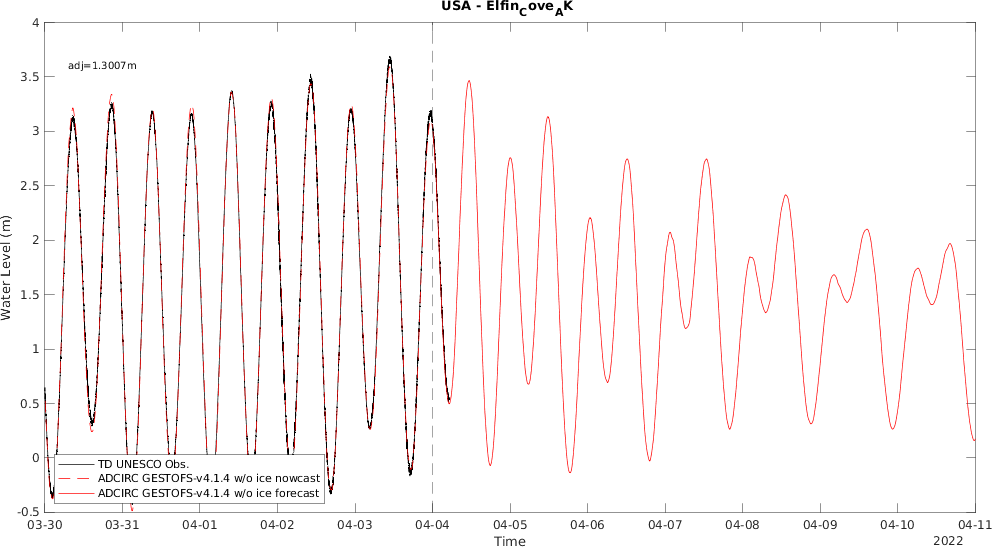 USA - ElfinCoveAK
4
adj=1.3007m
3.5
3
2.5
2
Water Level (m)
1.5
1
0.5
0
-0.5
TD UNESCO Obs.
ADCIRC GESTOFS-v4.1.4 w/o ice nowcast
ADCIRC GESTOFS-v4.1.4 w/o ice forecast
03-30 03-31 04-01 04-02 04-03 04-04 04-05 04-06 04-07 04-08 04-09 04-10 04-11
Time
2022